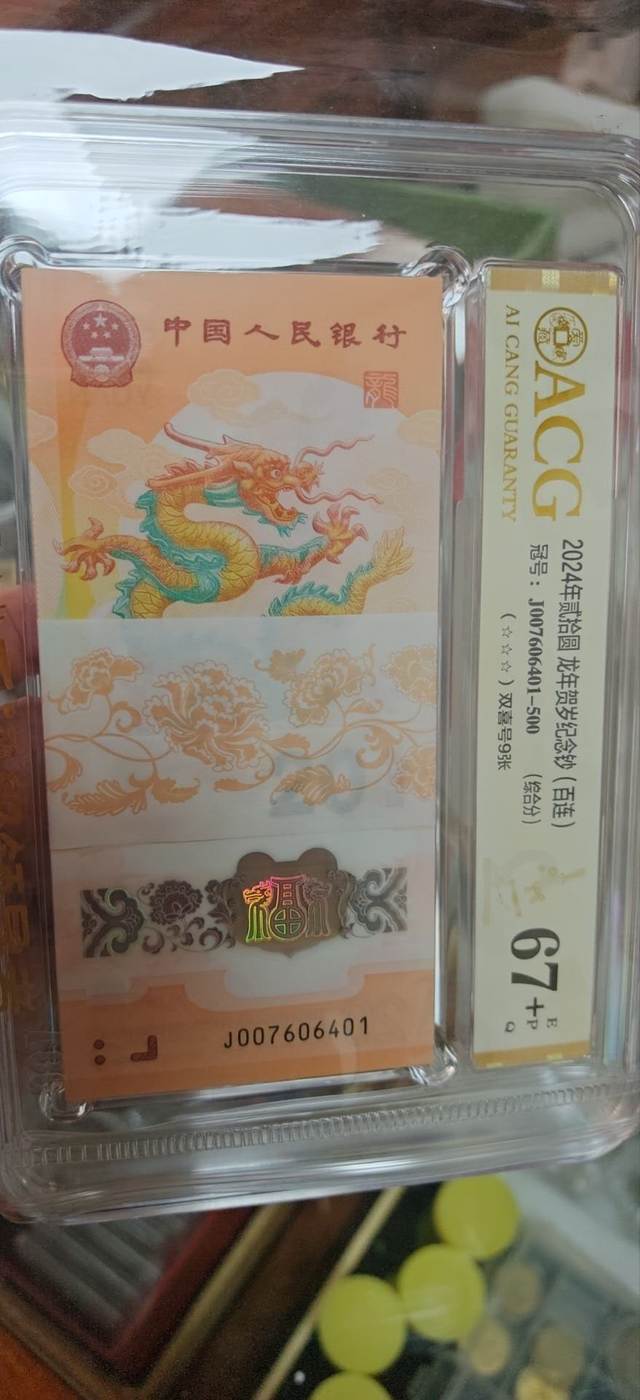 中国人民银行
龍
福
J007606401
ACG
AI CANG GUARANTY
2024年贰拾圆 龙年贺岁纪念钞（百连）
冠号：J007606401-500
（☆☆☆）双喜号9张
（综合分）
67+
E
P
Q